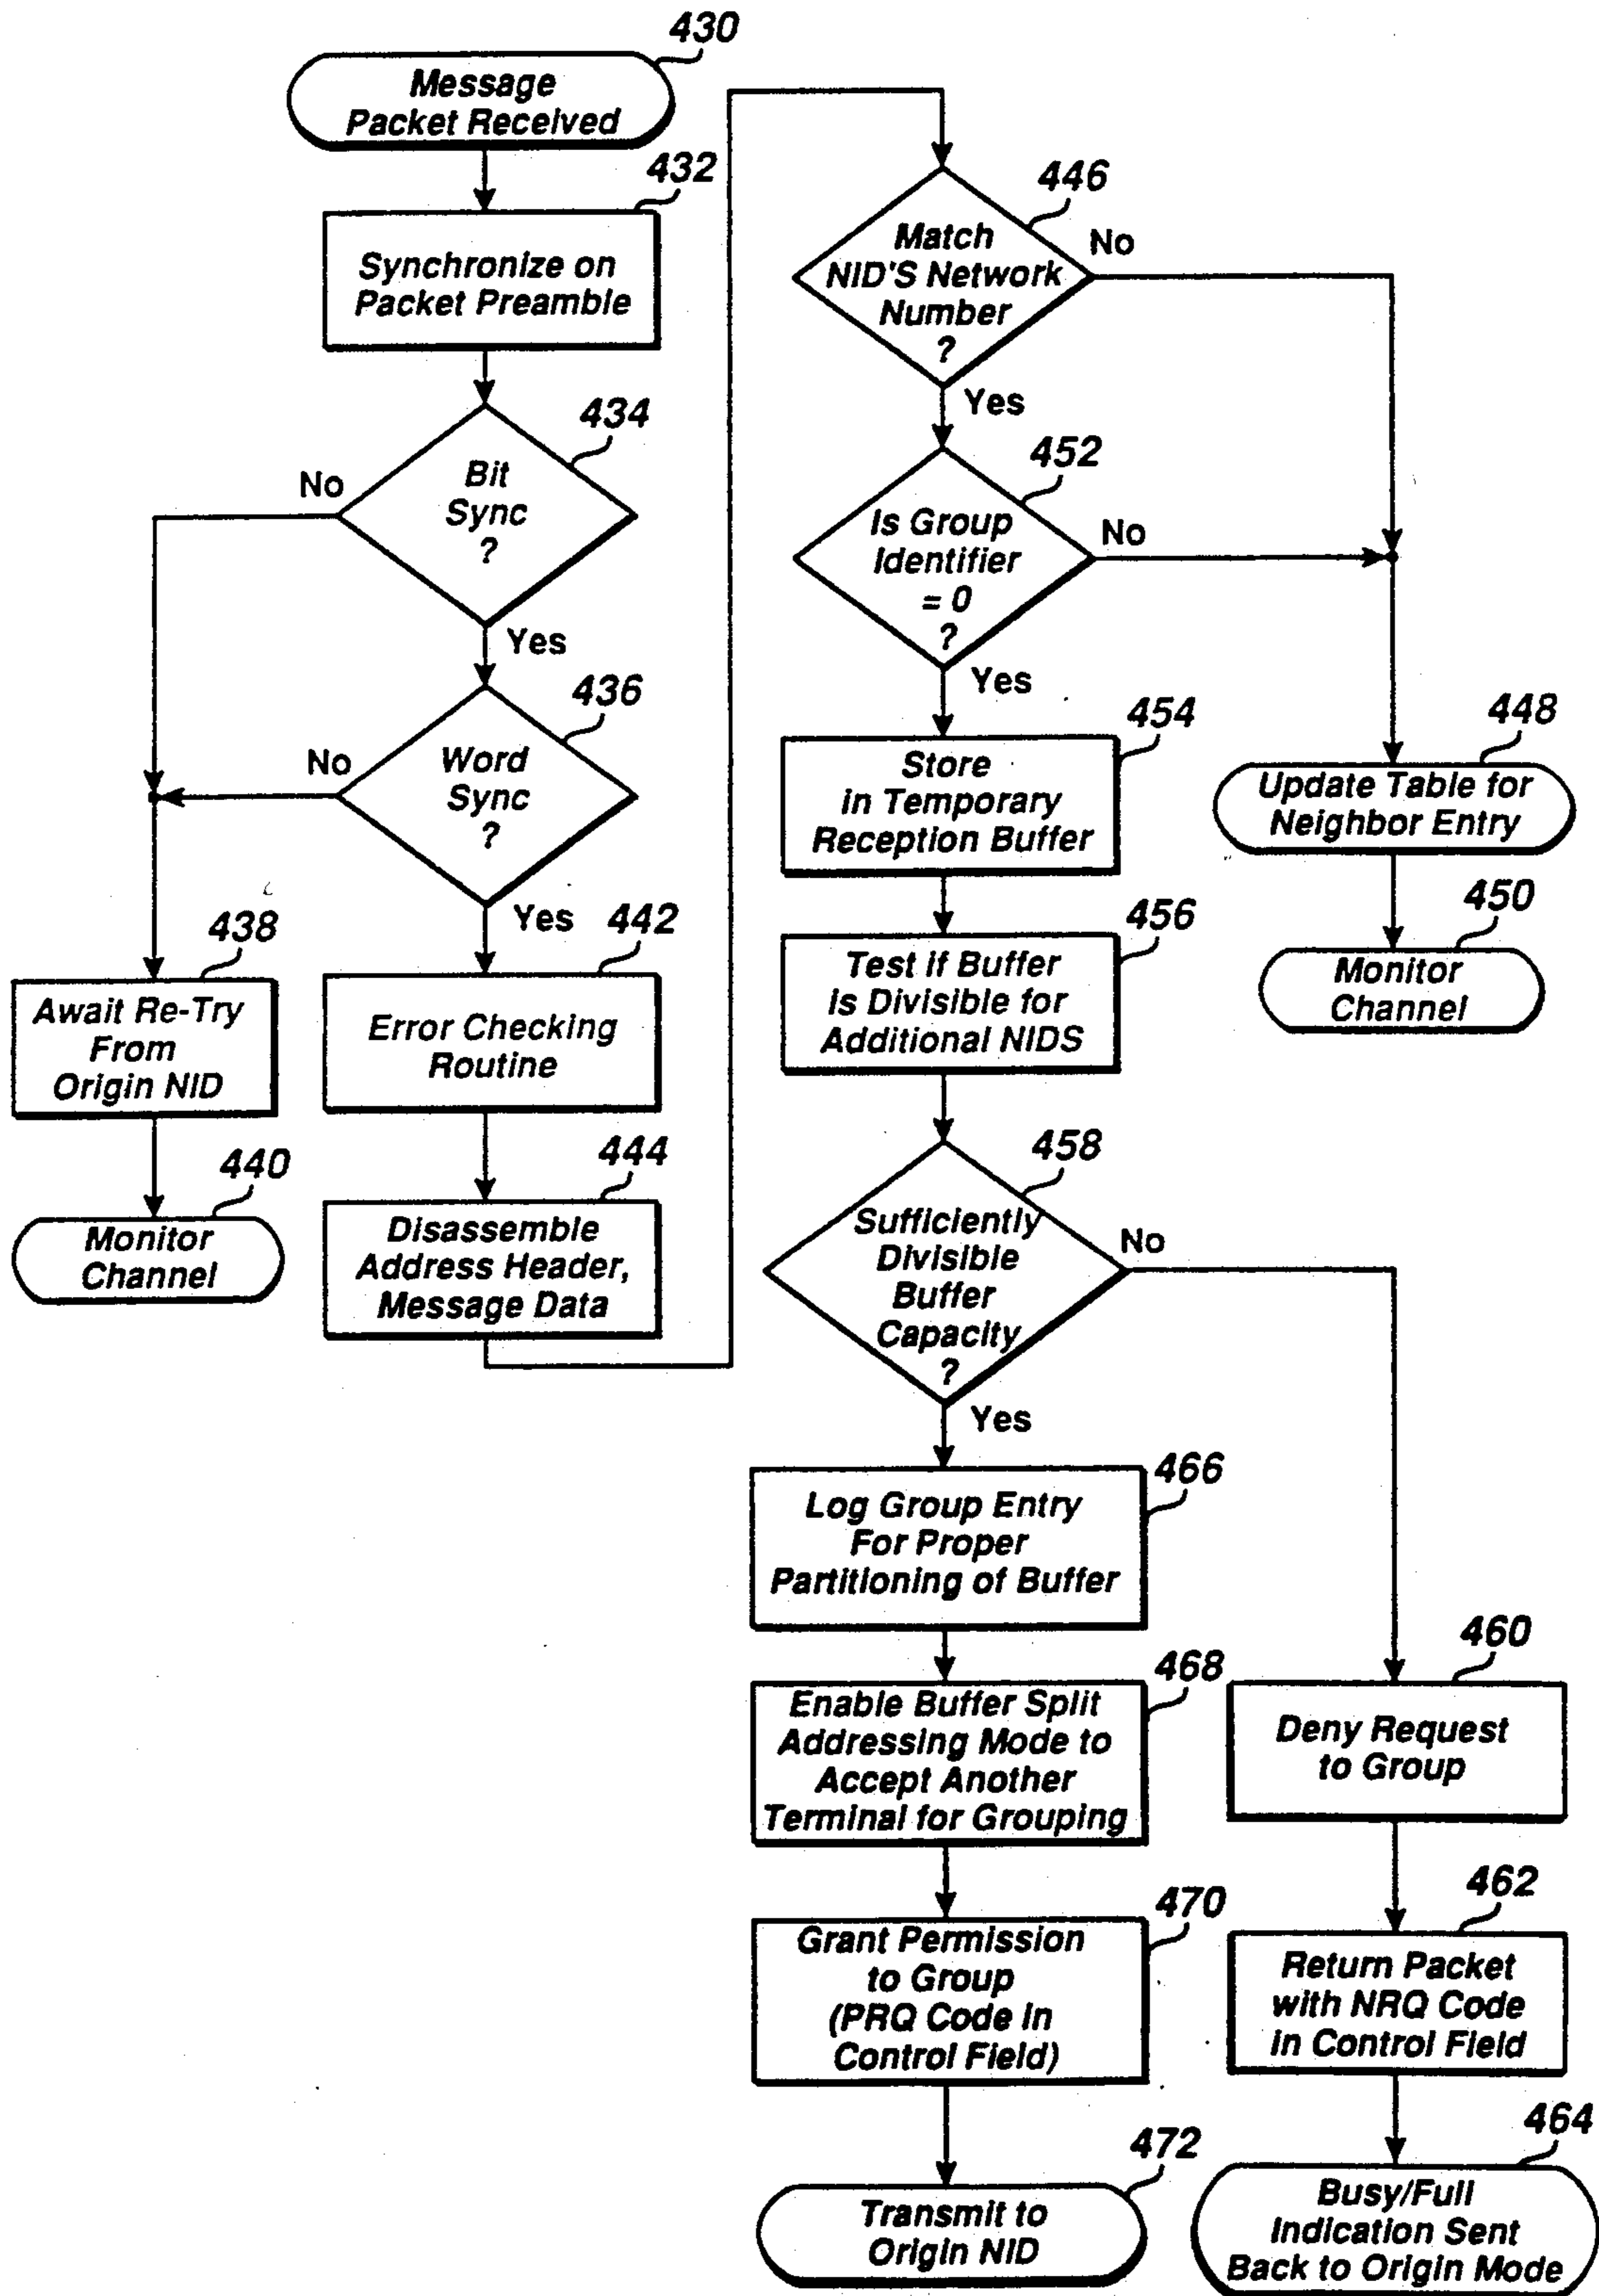 430
Message
Packet Received
432
Synchronize on
Packet Preamble
434
Bit
Sync
?
No
Yes
436
Word
Sync
?
No
Yes
438
Await Re-Try
From
Origin NID
440
Monitor
Channel
442
Error Checking
Routine
444
Disassemble
Address Header,
Message Data
446
Match
NID'S Network
Number
?
No
Yes
452
Is Group
Identifier
= 0
?
No
Yes
448
Update Table for
Neighbor Entry
450
Monitor
Channel
454
Store
in Temporary
Reception Buffer
456
Test if Buffer
is Divisible for
Additional NIDS
458
Sufficiently
Divisible
Buffer
Capacity
?
No
Yes
466
Log Group Entry
For Proper
Partitioning of Buffer
468
Enable Buffer Split
Addressing Mode to
Accept Another
Terminal for Grouping
470
Grant Permission
to Group
(PRQ Code in
Control Field)
472
Transmit to
Origin NID
460
Deny Request
to Group
462
Return Packet
with NRQ Code
in Control Field
464
Busy/Full
Indication Sent
Back to Origin Mode